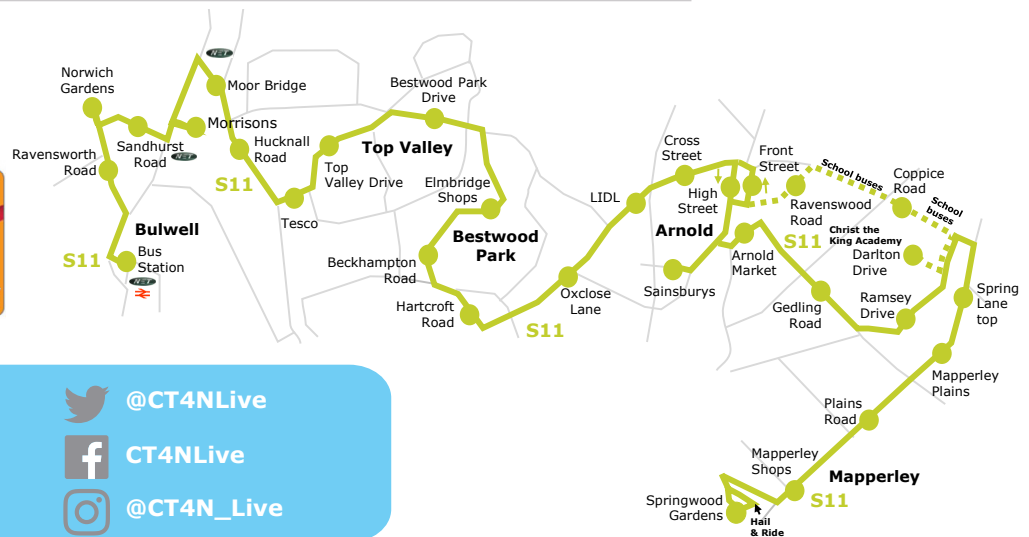 NET
Norwich
Gardens
Moor Bridge
Bestwood Park
Drive
Morrisons
Sandhurst
Road
NET
Hucknall
Road
Ravensworth
Road
S11
Top Valley
Top
Valley Drive
Tesco
Elmbridge
Shops
Bulwell
S11
Bus
Station
NET
Bestwood
Park
Beckhampton
Road
Hartcroft
Road
S11
Oxclose
Lane
LIDL
Cross
Street
Front
Street
High
Street
Arnold
School buses
Ravenswood
Road
Coppice
Road
School
buses
S11
Christ the
King Academy
Darlton
Drive
Arnold
Market
Sainsburys
Gedling
Road
Ramsey
Drive
Spring
Lane
top
Mapperley
Plains
Plains
Road
Mapperley
Shops
Mapperley
S11
Springwood
Gardens
Hail
& Ride
@CT4NLive
CT4NLive
@CT4N_Live